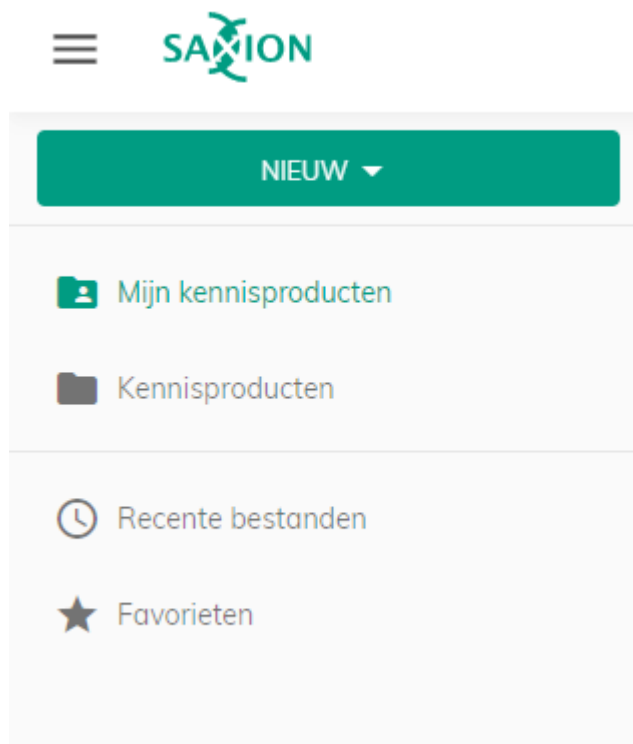 SAXION
NIEUW
Mijn kennisproducten
Kennisproducten
Recente bestanden
Favorieten